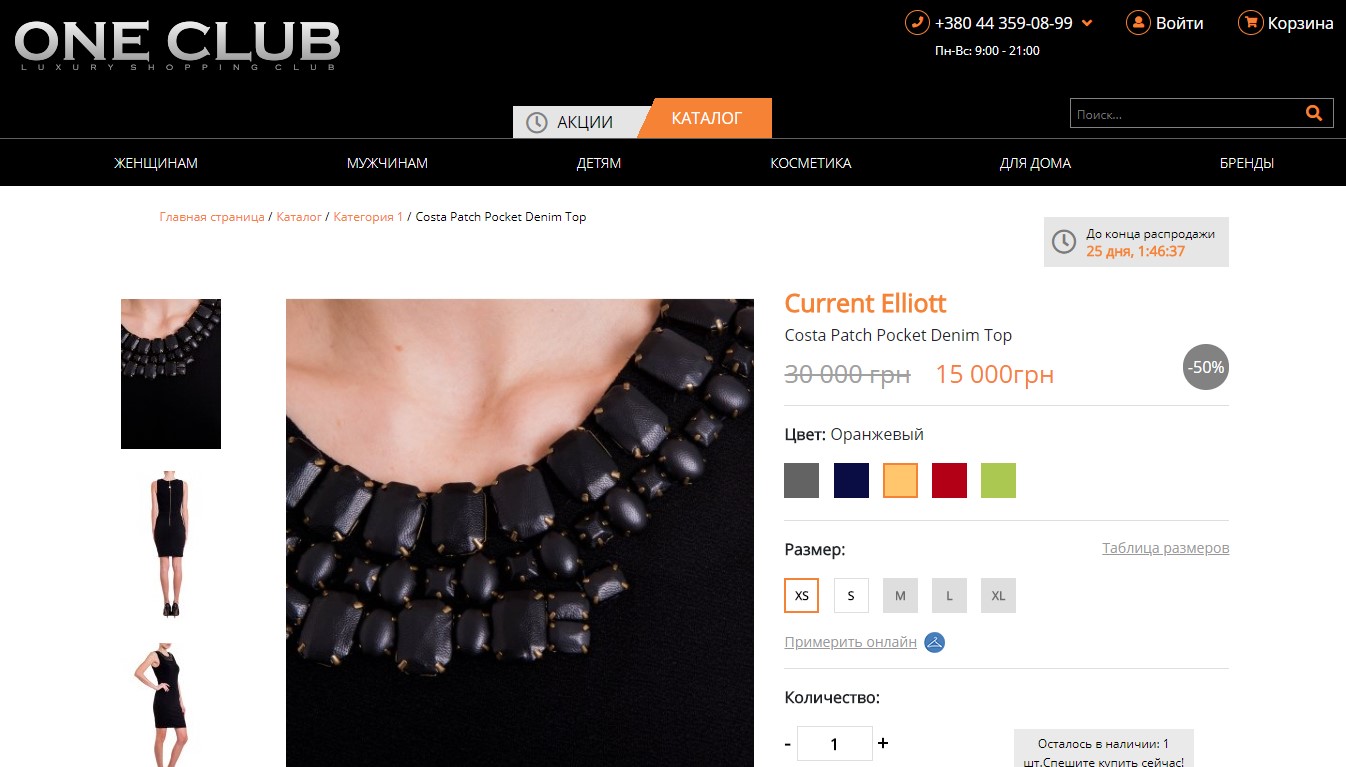 ONE CLUB
LUXURY SHOPPING CLUB
+380 44 359-08-99
Пн-Вс: 9:00 - 21:00
Войти
Корзина
АКЦИИ
КАТАЛОГ
Поиск...
ЖЕНЩИНАМ
МУЖЧИНАМ
ДЕТЯМ
КОСМЕТИКА
ДЛЯ ДОМА
БРЕНДЫ
Главная страница / Каталог / Категория 1 / Costa Patch Pocket Denim Top
До конца распродажи
25 дня, 1:46:37
Current Elliott
Costa Patch Pocket Denim Top
30 000 грн 15 000грн
-50%
Цвет: Оранжевый
Размер:
Таблица размеров
XS S M L XL
Примерить онлайн
Количество:
- 1 +
Осталось в наличии: 1
шт.Спешите купить сейчас!